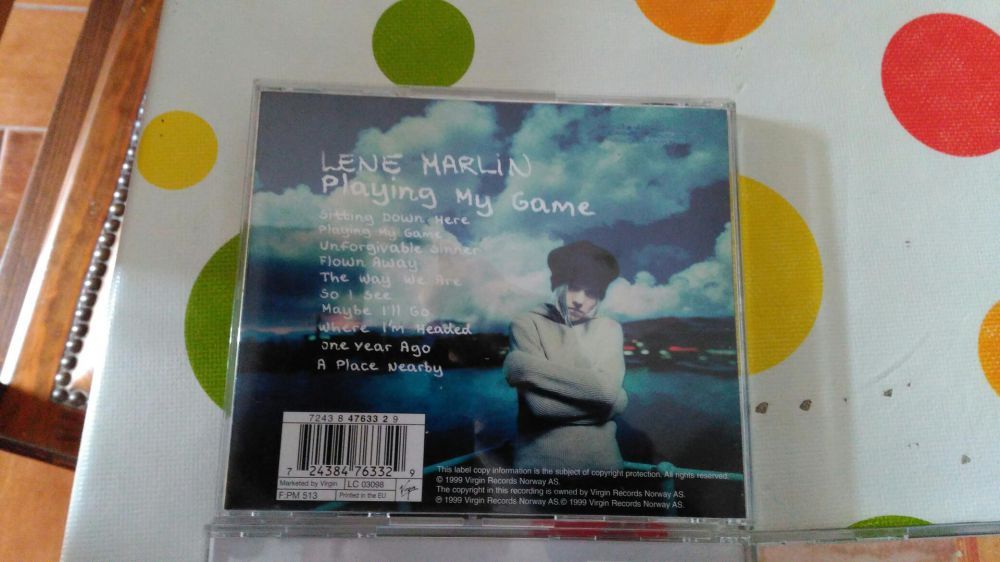 LENE MARLIN
Playing My Game
Sitting Down Here
Playing My Game
Unforgivable Sinner
Flown Away
The Way We Are
So I See
Maybe I'll Go
Where I'm Headed
One Year Ago
A Place Nearby
7243 8 47633 2 9
7 24384 76332 9
Marketed by Virgin LC 03098
F:PM 513 Printed in the EU Virgin
This label copy information is the subject of copyright protection. All rights reserved.
© 1999 Virgin Records Norway AS.
The copyright in this recording is owned by Virgin Records Norway AS.
℗ 1999 Virgin Records Norway AS.© 1999 Virgin Records Norway AS.